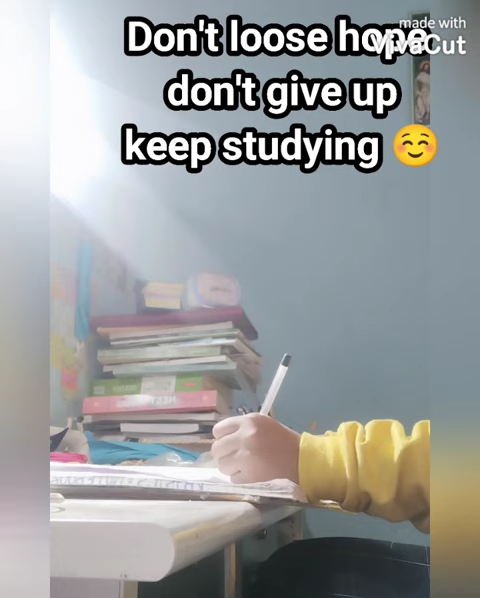 made with
VivaCut
Don't loose hope
don't give up
keep studying ☺️